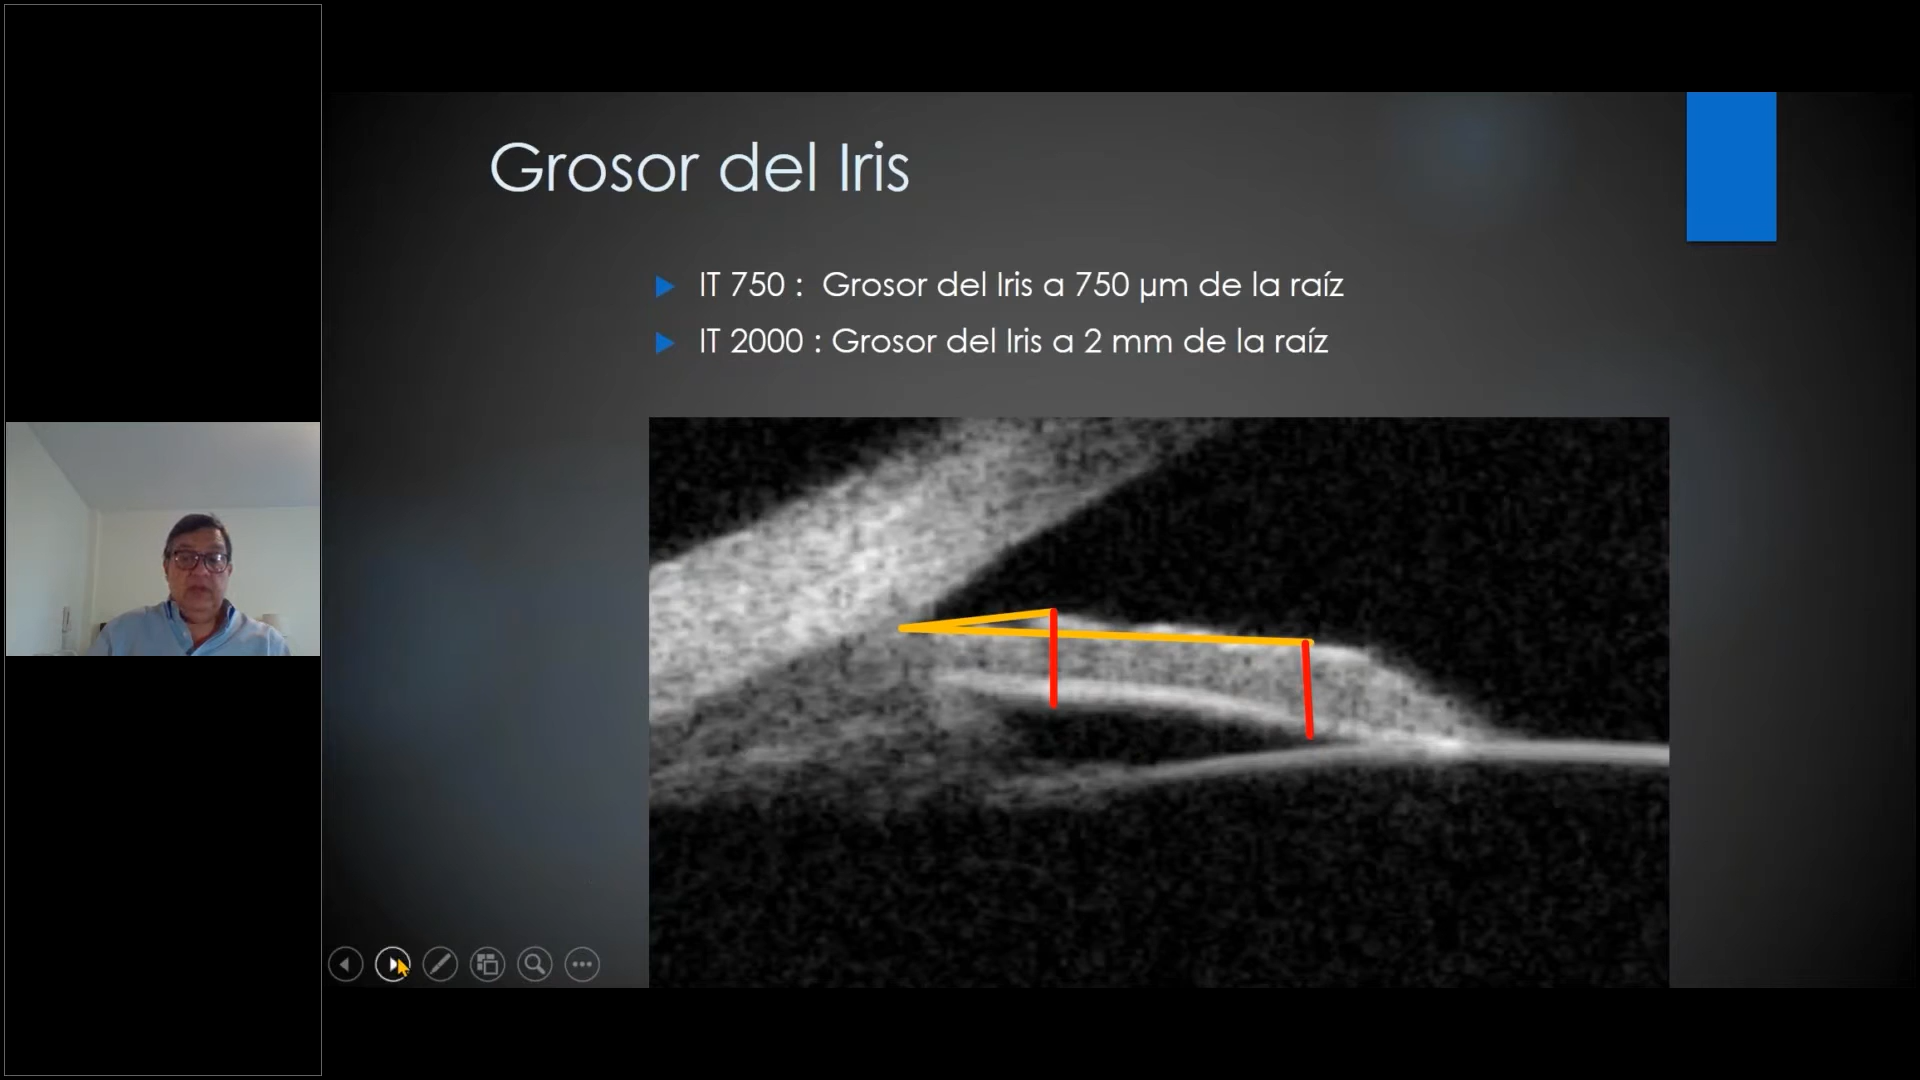 Grosor del Iris
IT 750 : Grosor del Iris a 750 µm de la raíz
IT 2000 : Grosor del Iris a 2 mm de la raíz